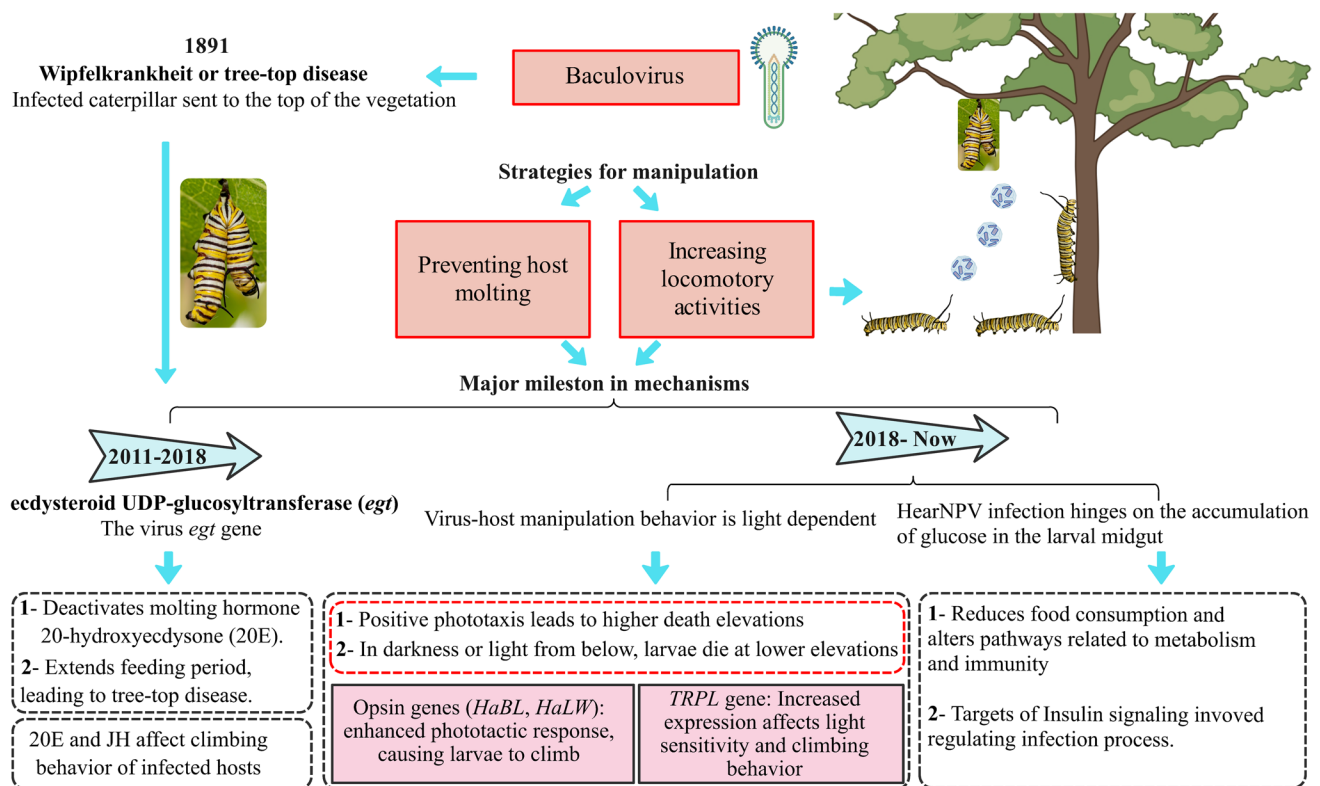 1891
Wipfelkrankheit or tree-top disease
Infected caterpillar sent to the top of the vegetation
Baculovirus
Strategies for manipulation
Preventing host
molting
Increasing
locomotory
activities
Major mileston in mechanisms
2011-2018
2018- Now
ecdysteroid UDP-glucosyltransferase (egt)
The virus egt gene
Virus-host manipulation behavior is light dependent
HearNPV infection hinges on the accumulation
of glucose in the larval midgut
1- Deactivates molting hormone
20-hydroxyecdysone (20E).
2- Extends feeding period,
leading to tree-top disease.
20E and JH affect climbing
behavior of infected hosts
1- Positive phototaxis leads to higher death elevations
2- In darkness or light from below, larvae die at lower elevations
Opsin genes (HaBL, HaLW):
enhanced phototactic response,
causing larvae to climb
TRPL gene: Increased
expression affects light
sensitivity and climbing
behavior
1- Reduces food consumption and
alters pathways related to metabolism
and immunity
2- Targets of Insulin signaling invoved
regulating infection process.